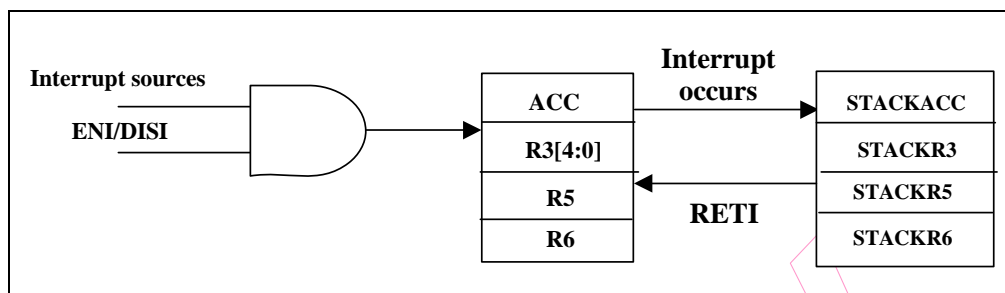 Interrupt sources
ENI/DISI
ACC
R3[4:0]
R5
R6
Interrupt
occurs
RETI
STACKACC
STACKR3
STACKR5
STACKR6